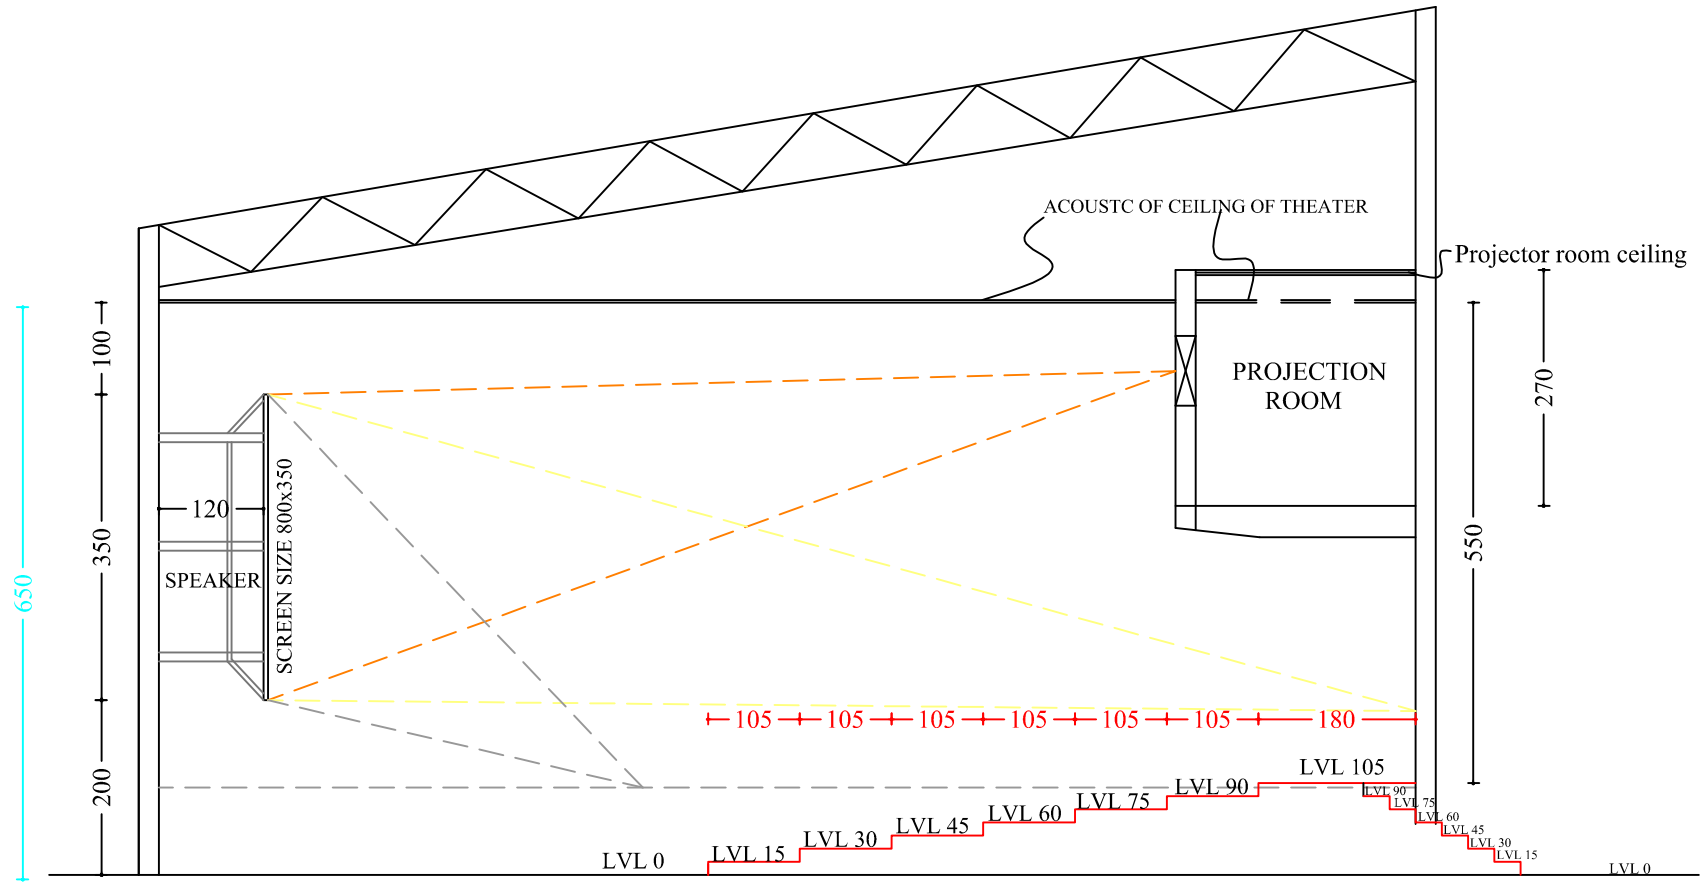 ACOUSTC OF CEILING OF THEATER
Projector room ceiling
100
PROJECTION
ROOM
270
120
350
SCREEN SIZE 800x350
550
SPEAKER
650
105
105
105
105
105
105
180
200
LVL 105
LVL 90
LVL 90
LVL 75
LVL 75
LVL 60
LVL 60
LVL 45
LVL 45
LVL 30
LVL 30
LVL 15
LVL 15
LVL 0
LVL 0